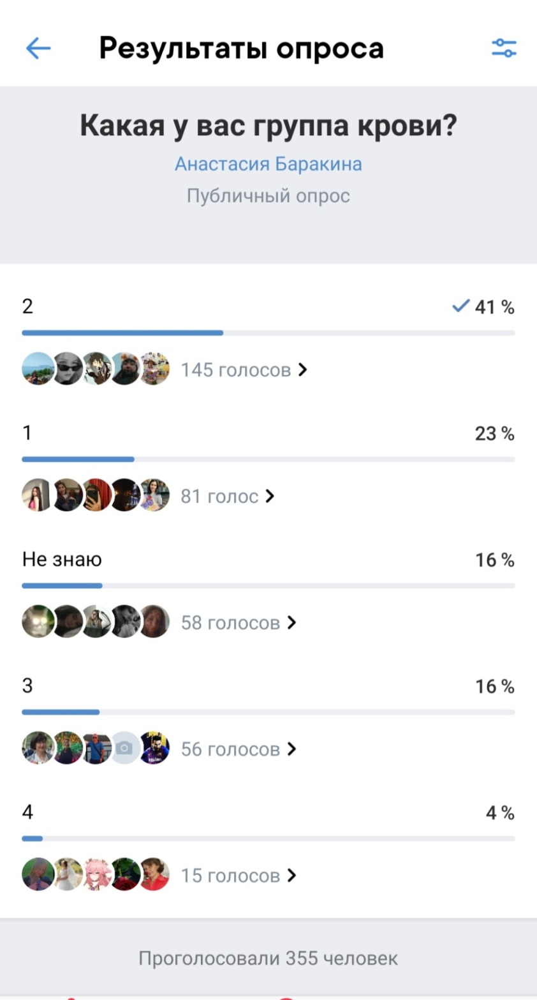 Результаты опроса
Какая у вас группа крови?
Анастасия Баракина
Публичный опрос
2
41 %
145 голосов
1
23 %
81 голос
Не знаю
16 %
58 голосов
3
16 %
56 голосов
4
4 %
15 голосов
Проголосовали 355 человек